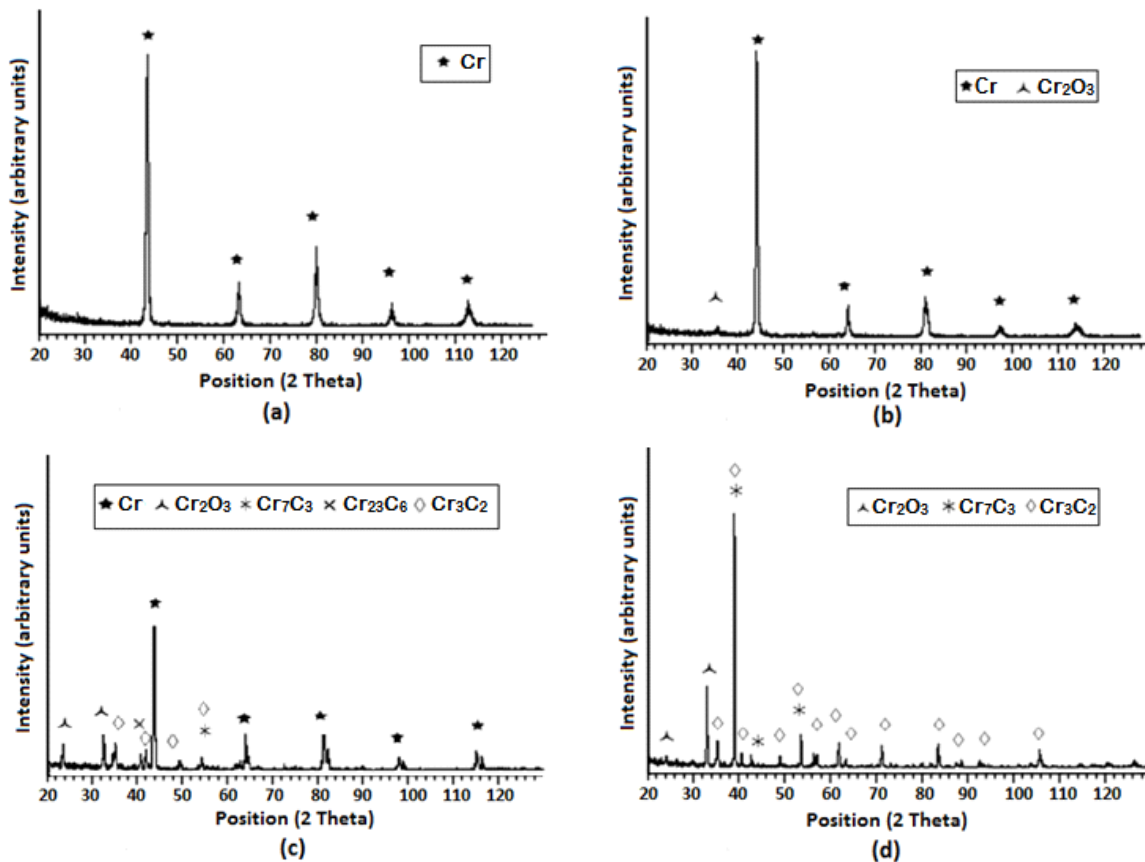 Intensity (arbitrary units)
★ Cr
20 30 40 50 60 70 80 90 100 110 120
Position (2 Theta)
(a)
Intensity (arbitrary units)
★ Cr ⅄ Cr₂O₃
20 30 40 50 60 70 80 90 100 110 120
Position (2 Theta)
(b)
Intensity (arbitrary units)
★ Cr ⅄ Cr₂O₃ ✳ Cr₇C₃ ✕ Cr₂₃C₆ ◇ Cr₃C₂
20 30 40 50 60 70 80 90 100 110 120
Position (2 Theta)
(c)
Intensity (arbitrary units)
⅄ Cr₂O₃ ✳ Cr₇C₃ ◇ Cr₃C₂
20 30 40 50 60 70 80 90 100 110 120
Position (2 Theta)
(d)